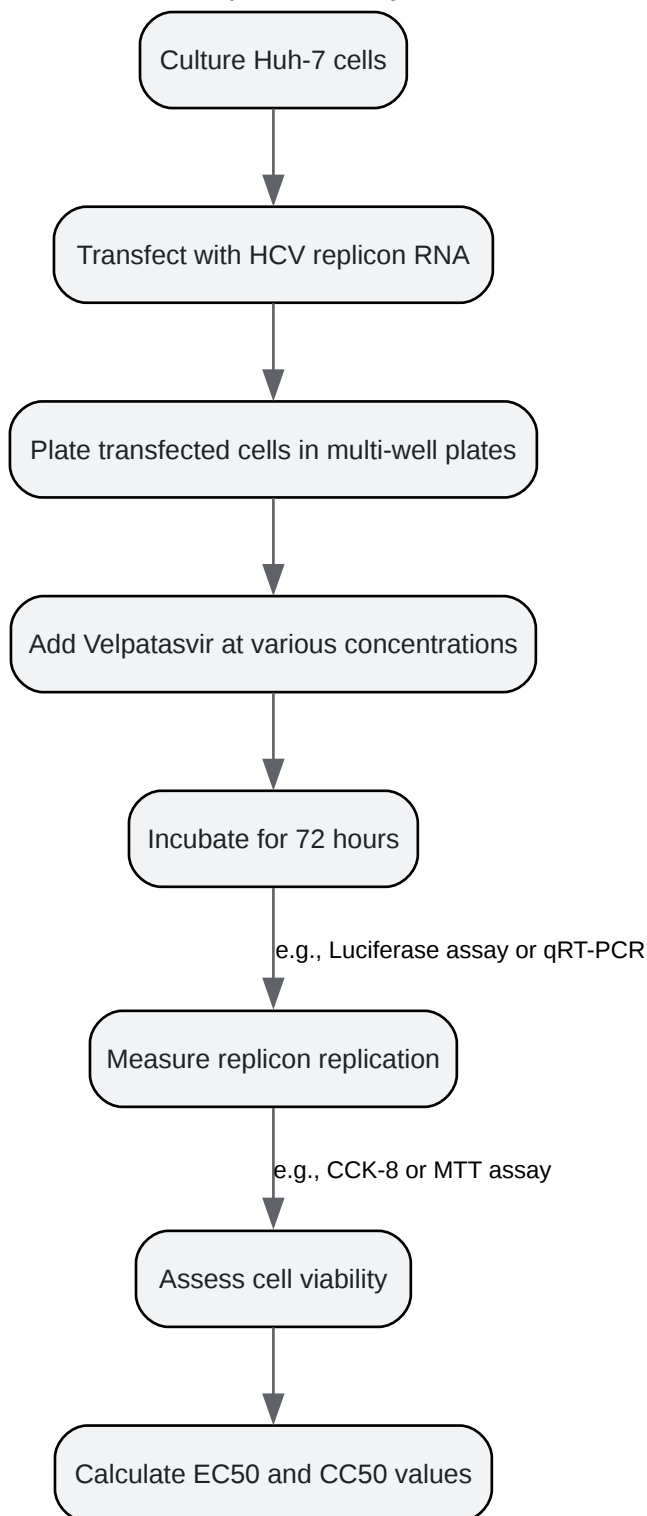 Culture Huh-7 cells
Transfect with HCV replicon RNA
Plate transfected cells in multi-well plates
Add Velpatasvir at various concentrations
Incubate for 72 hours
e.g., Luciferase assay or qRT-PCR
Measure replicon replication
e.g., CCK-8 or MTT assay
Assess cell viability
Calculate EC50 and CC50 values